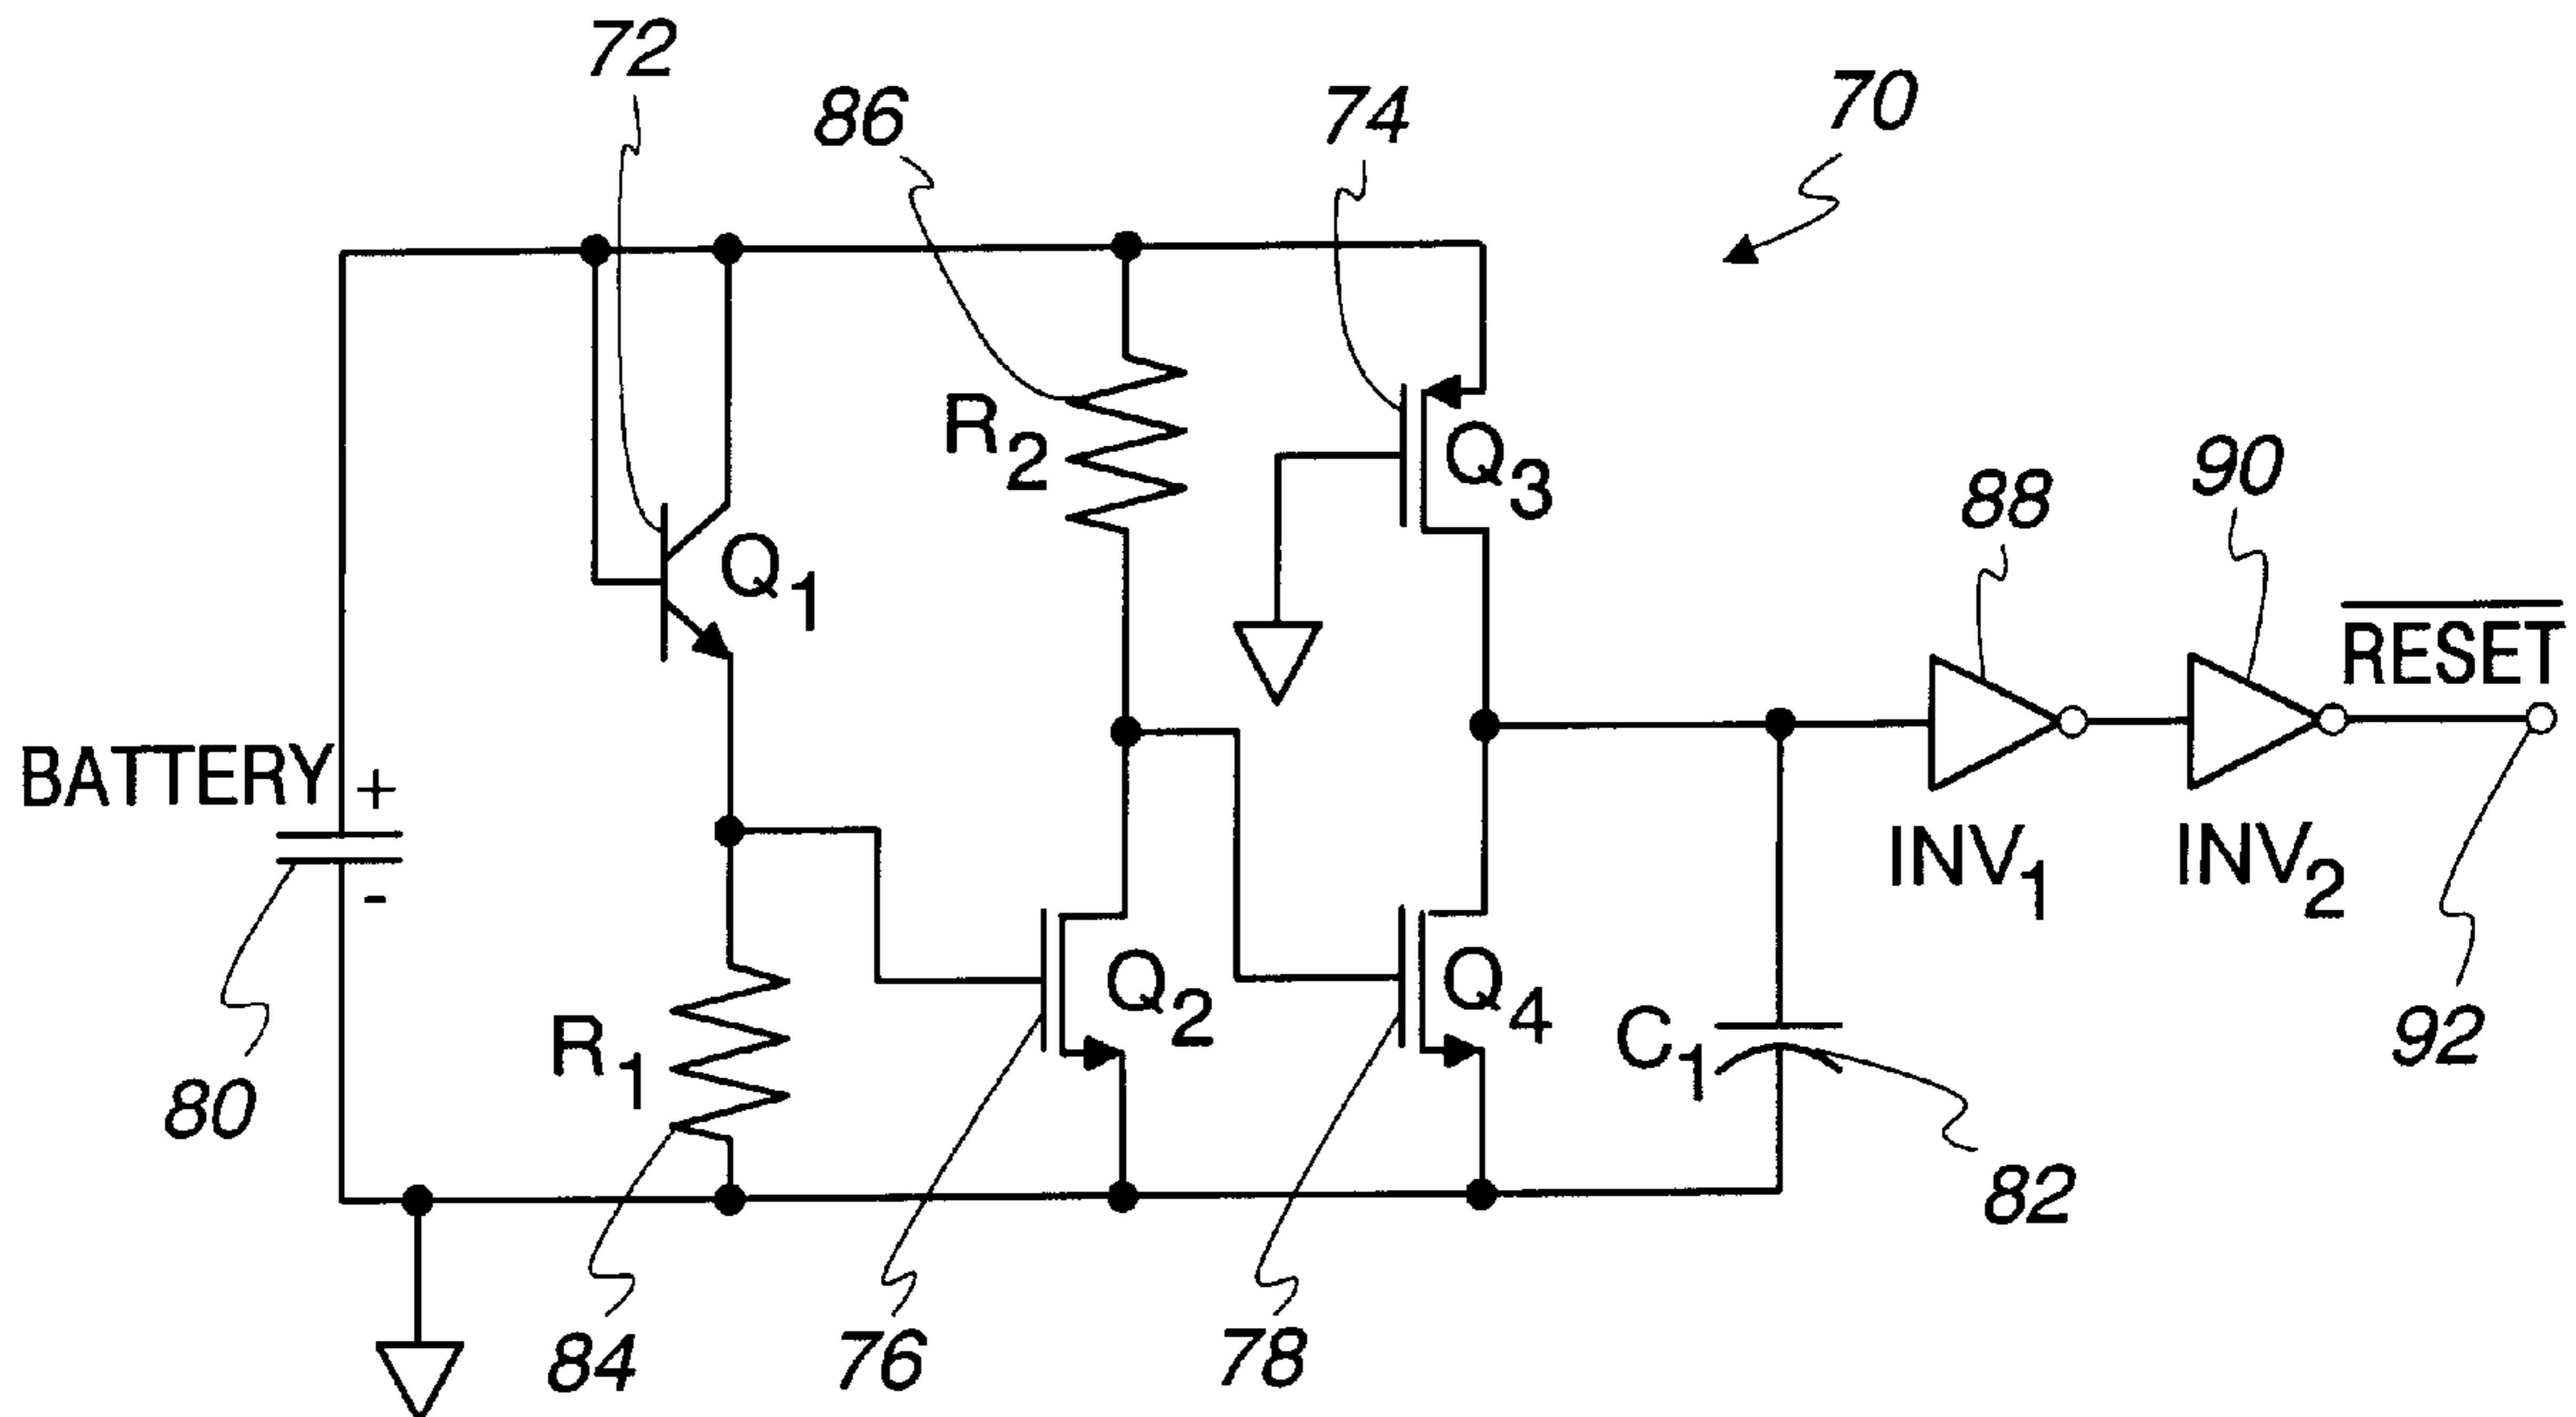 72
86
74
70
R2
Q3
88
90
Q1
RESET
BATTERY
+
-
INV1
INV2
Q2
Q4
C1
R1
92
80
82
84
76
78